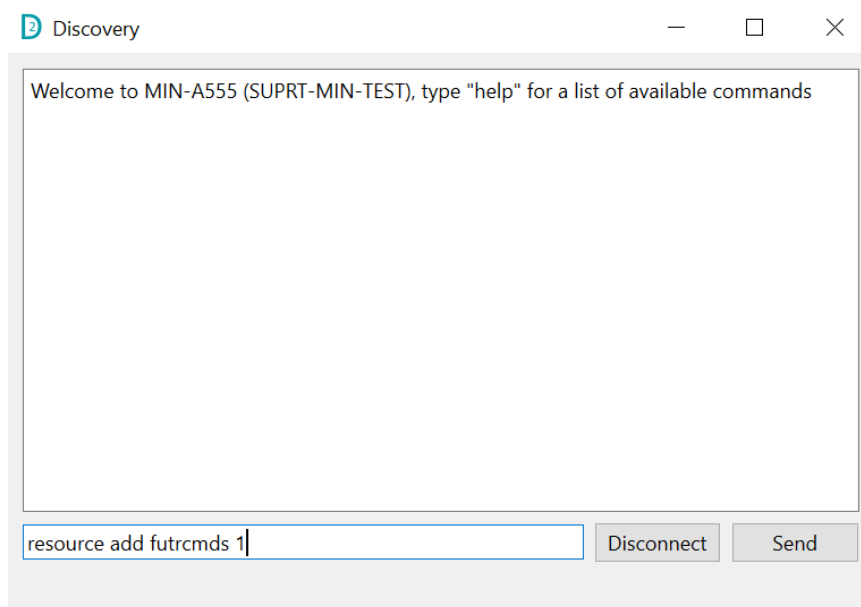 2 Discovery
Welcome to MIN-A555 (SUPRT-MIN-TEST), type "help" for a list of available commands
resource add futrcmds 1
Disconnect
Send